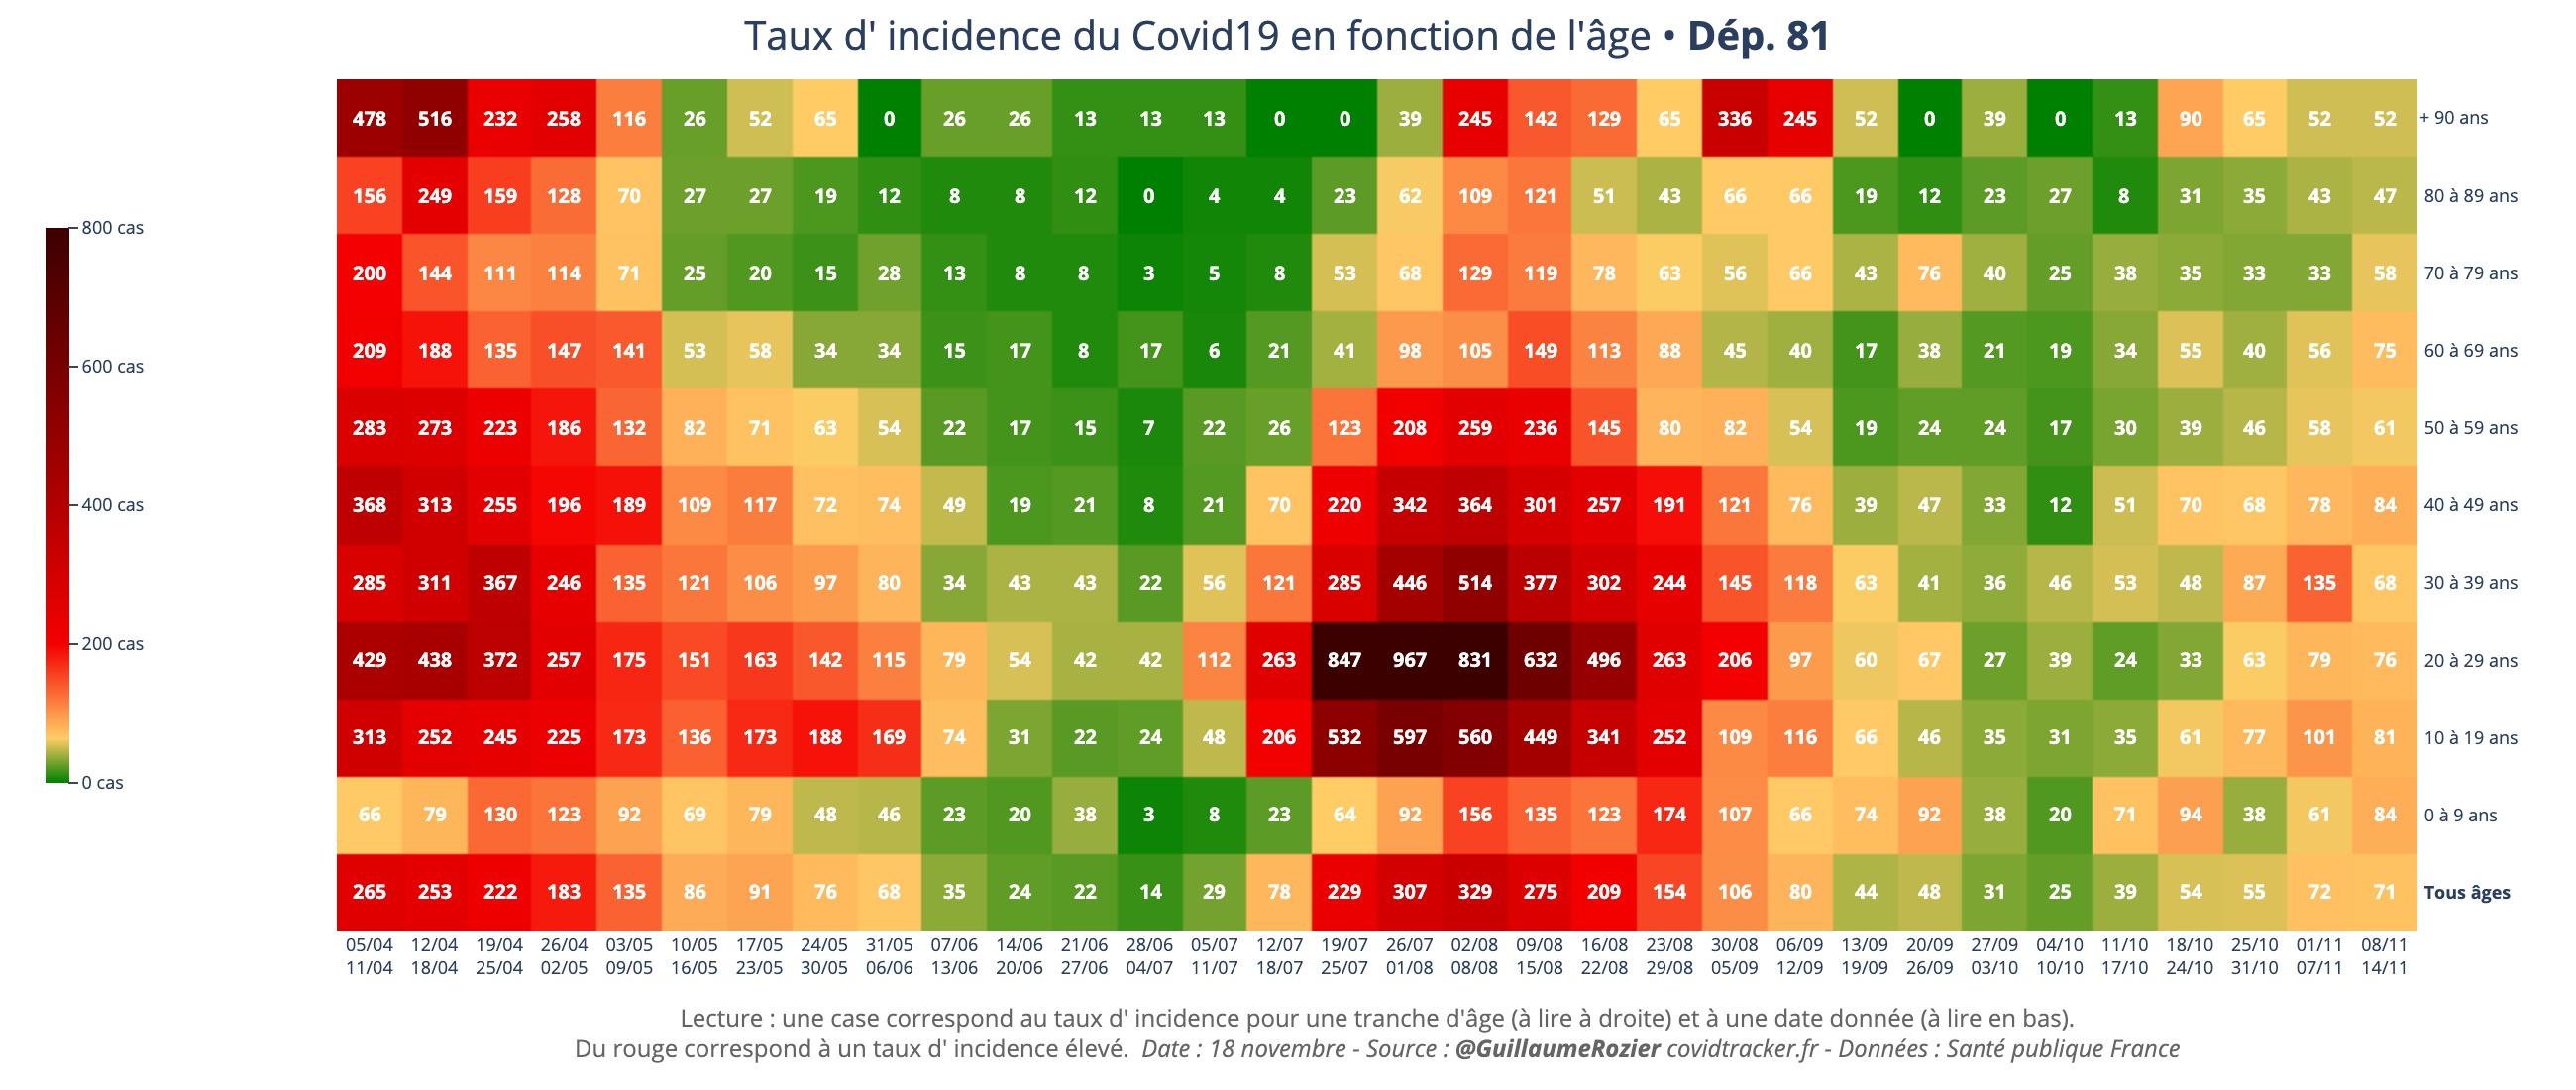 Taux d' incidence du Covid19 en fonction de l'âge • Dép. 81
800 cas
600 cas
400 cas
200 cas
0 cas
478 516 232 258 116 26 52 65 0 26 26 13 13 13 0 0 39 245 142 129 65 336 245 52 0 39 0 13 90 65 52 52 + 90 ans
156 249 159 128 70 27 27 19 12 8 8 12 0 4 4 23 62 109 121 51 43 66 66 19 12 23 27 8 31 35 43 47 80 à 89 ans
200 144 111 114 71 25 20 15 28 13 8 8 3 5 8 53 68 129 119 78 63 56 66 43 76 40 25 38 35 33 33 58 70 à 79 ans
209 188 135 147 141 53 58 34 34 15 17 8 17 6 21 41 98 105 149 113 88 45 40 17 38 21 19 34 55 40 56 75 60 à 69 ans
283 273 223 186 132 82 71 63 54 22 17 15 7 22 26 123 208 259 236 145 80 82 54 19 24 24 17 30 39 46 58 61 50 à 59 ans
368 313 255 196 189 109 117 72 74 49 19 21 8 21 70 220 342 364 301 257 191 121 76 39 47 33 12 51 70 68 78 84 40 à 49 ans
285 311 367 246 135 121 106 97 80 34 43 43 22 56 121 285 446 514 377 302 244 145 118 63 41 36 46 53 48 87 135 68 30 à 39 ans
429 438 372 257 175 151 163 142 115 79 54 42 42 112 263 847 967 831 632 496 263 206 97 60 67 27 39 24 33 63 79 76 20 à 29 ans
313 252 245 225 173 136 173 188 169 74 31 22 24 48 206 532 597 560 449 341 252 109 116 66 46 35 31 35 61 77 101 81 10 à 19 ans
66 79 130 123 92 69 79 48 46 23 20 38 3 8 23 64 92 156 135 123 174 107 66 74 92 38 20 71 94 38 61 84 0 à 9 ans
265 253 222 183 135 86 91 76 68 35 24 22 14 29 78 229 307 329 275 209 154 106 80 44 48 31 25 39 54 55 72 71 Tous âges
05/04 12/04 19/04 26/04 03/05 10/05 17/05 24/05 31/05 07/06 14/06 21/06 28/06 05/07 12/07 19/07 26/07 02/08 09/08 16/08 23/08 30/08 06/09 13/09 20/09 27/09 04/10 11/10 18/10 25/10 01/11 08/11
11/04 18/04 25/04 02/05 09/05 16/05 23/05 30/05 06/06 13/06 20/06 27/06 04/07 11/07 18/07 25/07 01/08 08/08 15/08 22/08 29/08 05/09 12/09 19/09 26/09 03/10 10/10 17/10 24/10 31/10 07/11 14/11
Lecture : une case correspond au taux d' incidence pour une tranche d'âge (à lire à droite) et à une date donnée (à lire en bas).
Du rouge correspond à un taux d' incidence élevé. Date : 18 novembre - Source : @GuillaumeRozier covidtracker.fr - Données : Santé publique France